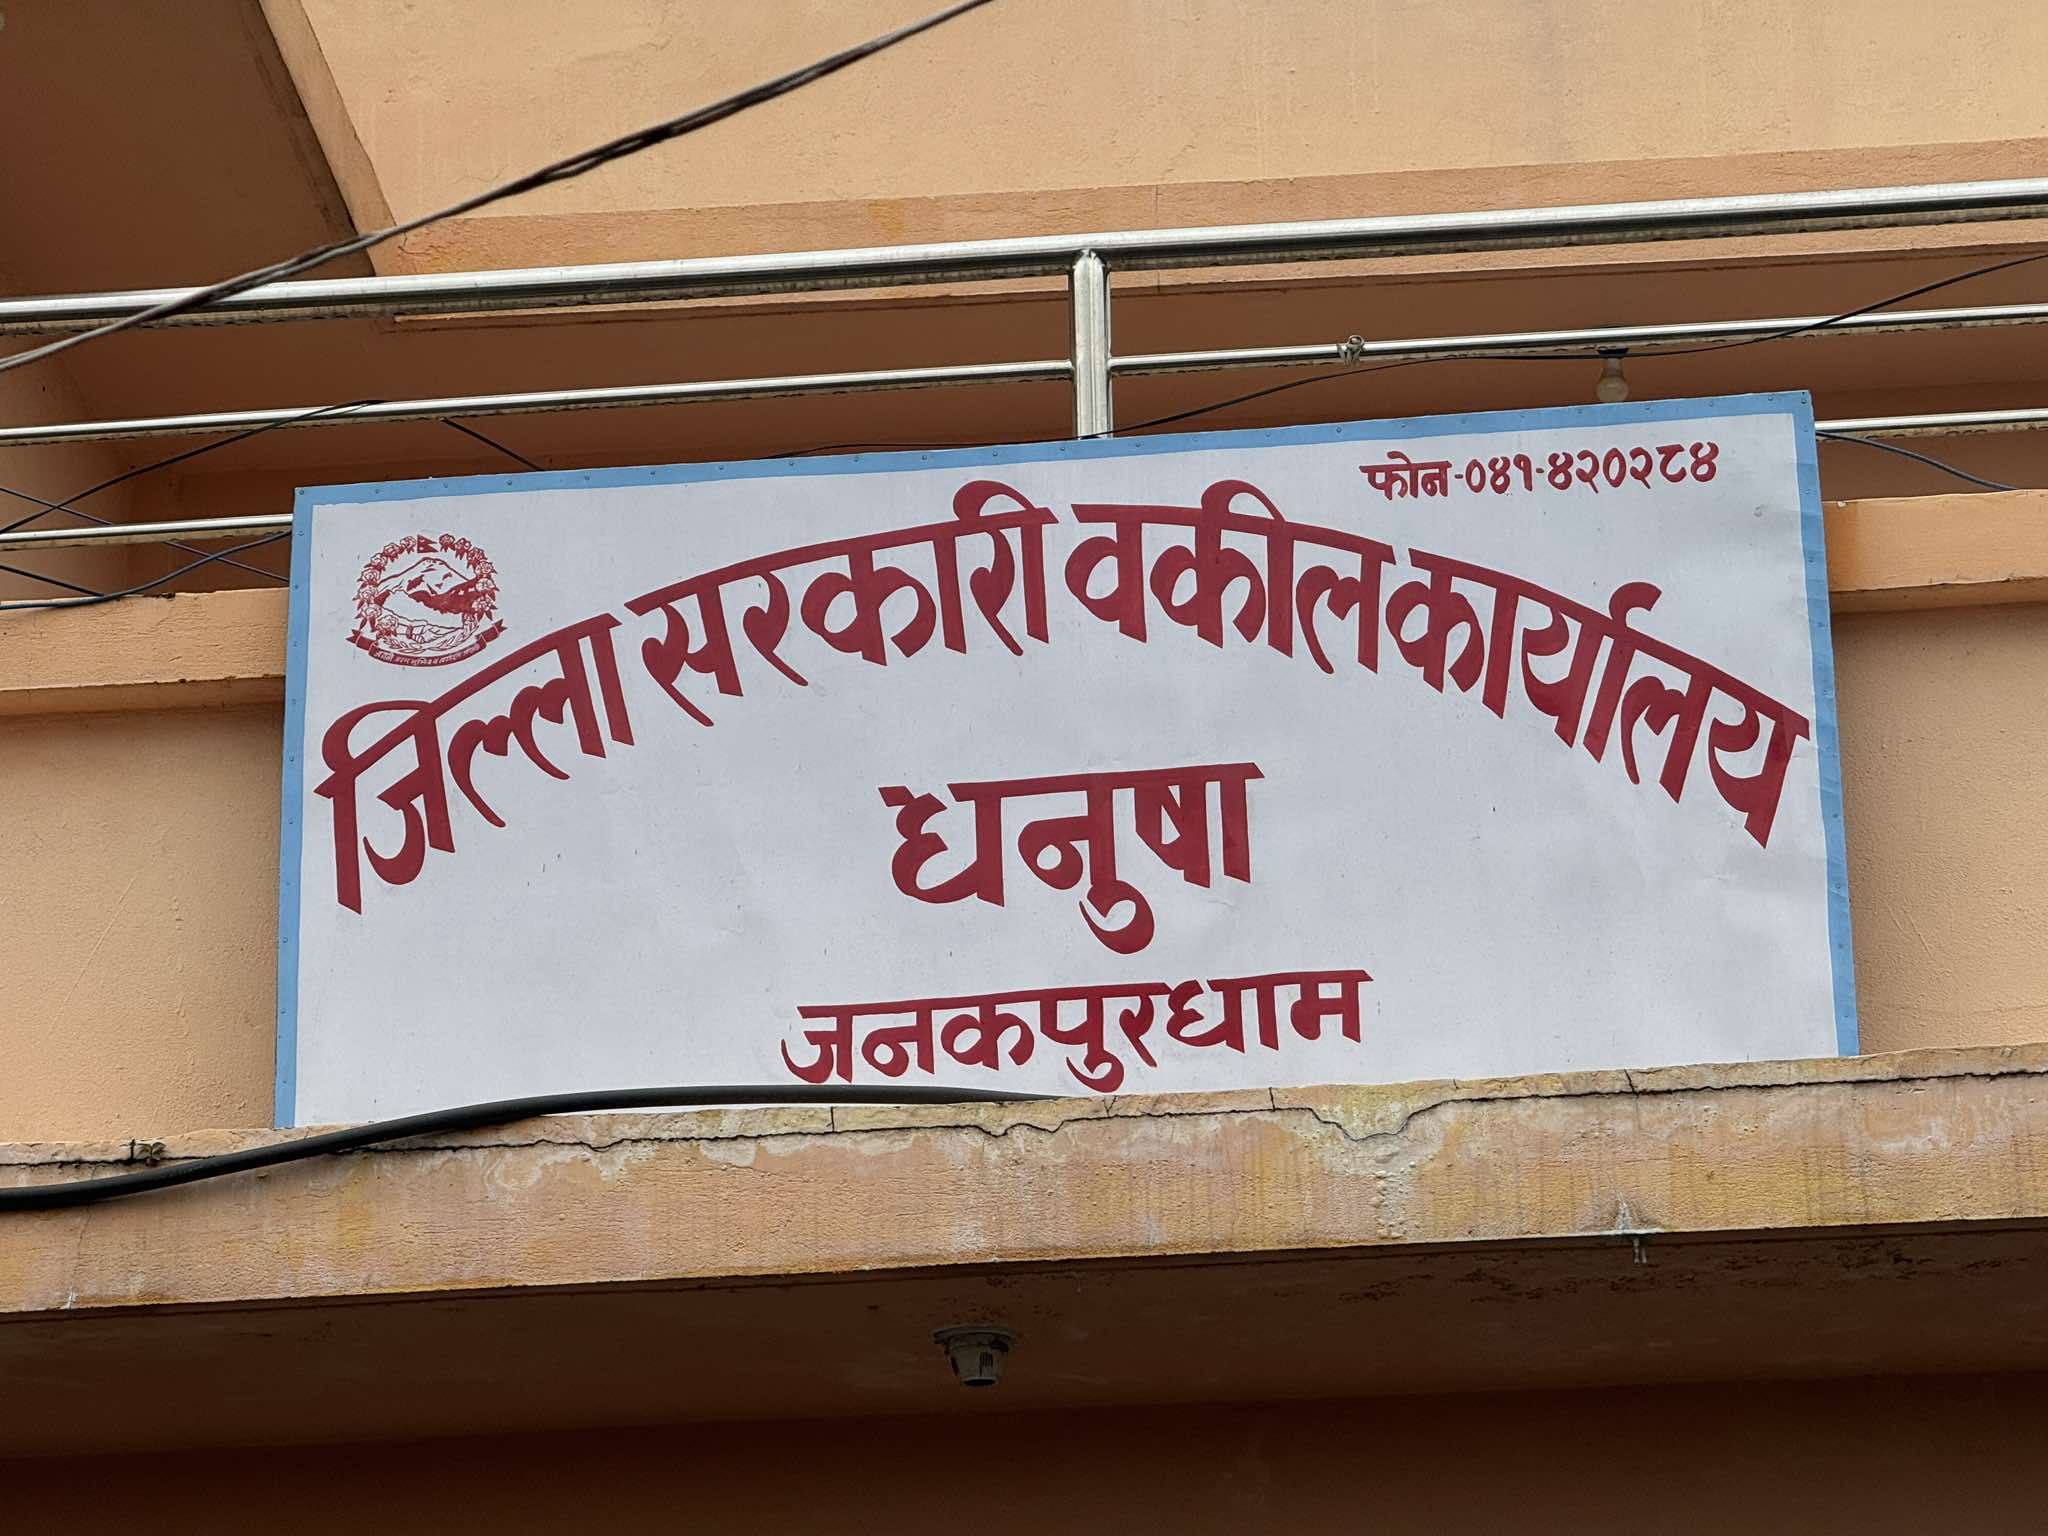 फोन-०४१-४२०२८४
जिल्ला सरकारी वकील कार्यालय
धनुषा
जनकपुरधाम